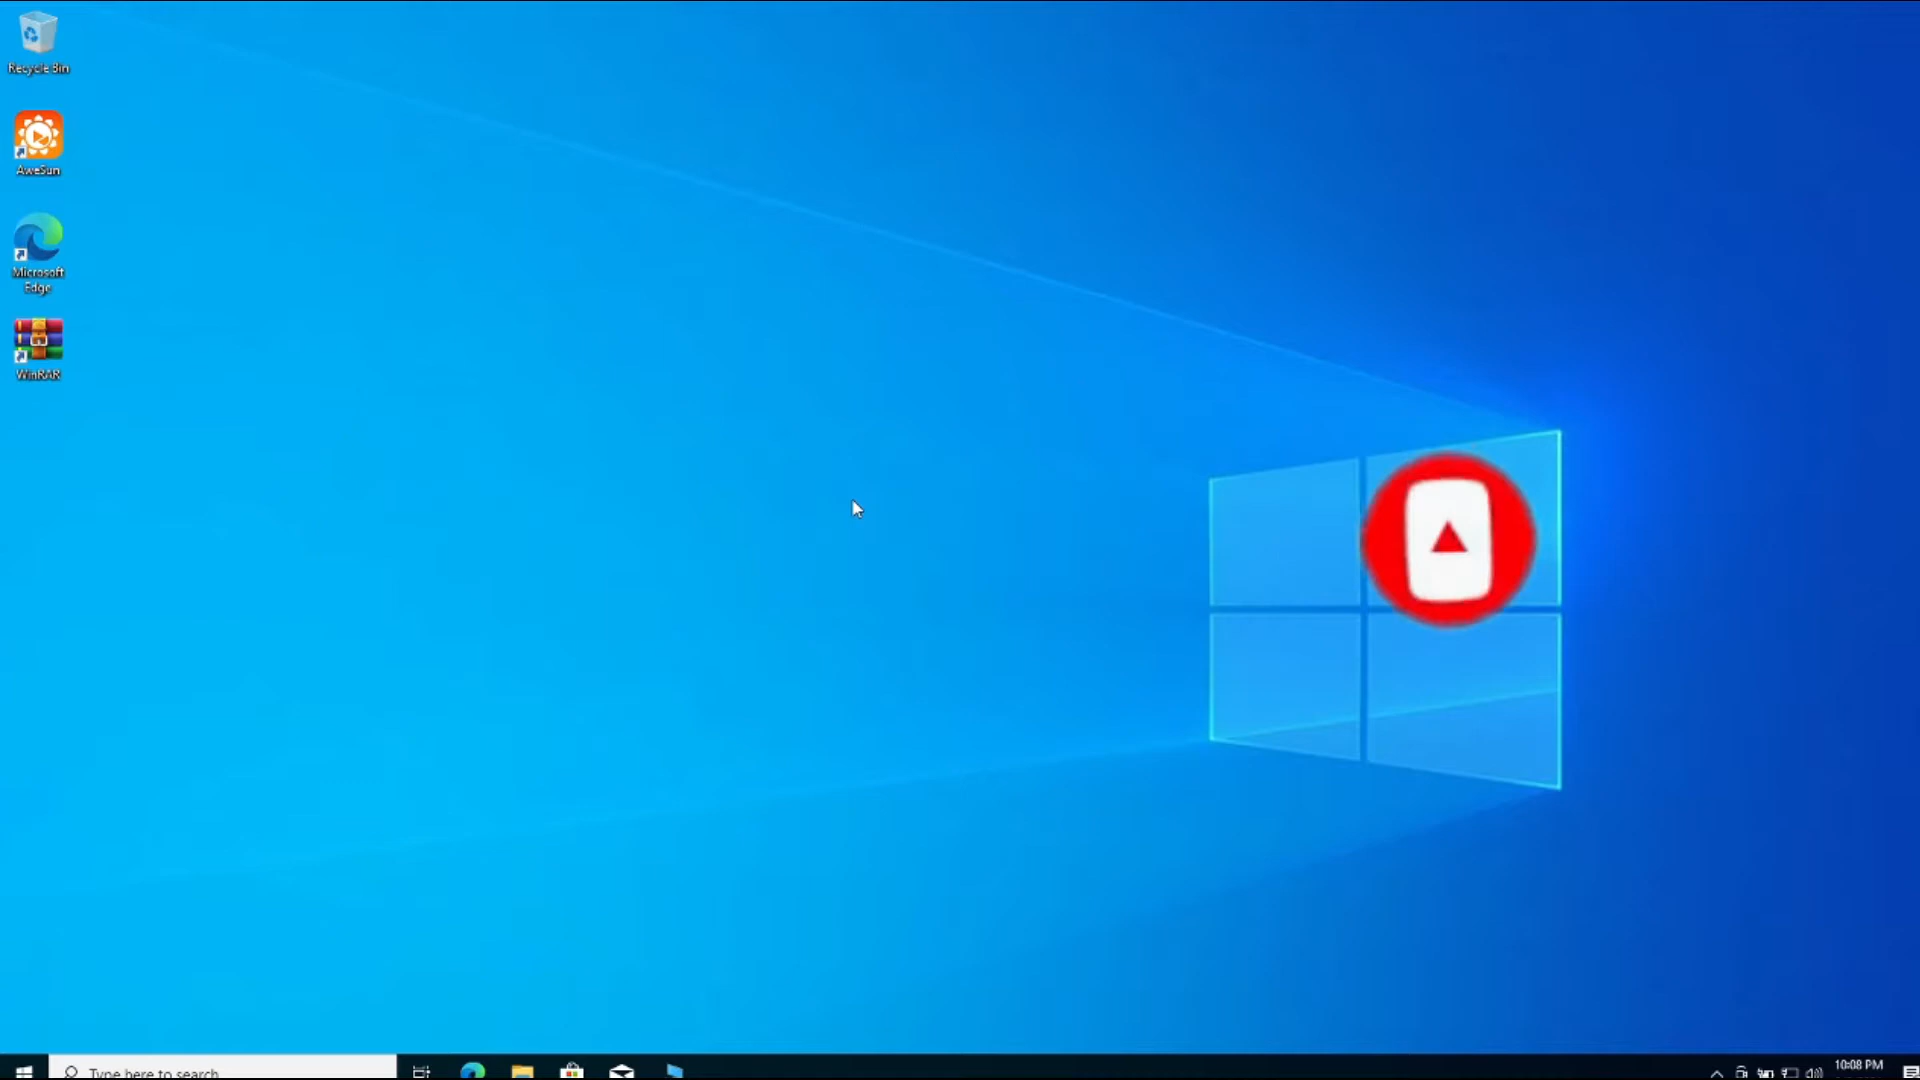 Recycle Bin
AweSun
Microsoft
Edge
WinRAR
Type here to search
10:08 PM